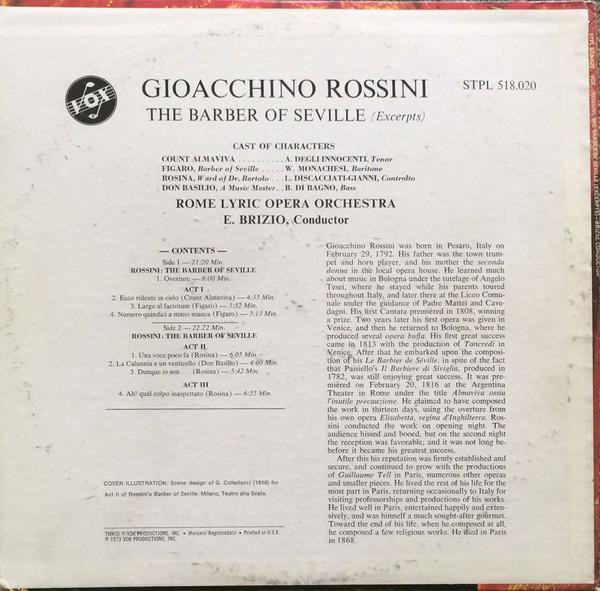 VOX
GIOACCHINO ROSSINI
STPL 518.020
THE BARBER OF SEVILLE (Excerpts)
CAST OF CHARACTERS
COUNT ALMAVIVA . . . . . . . . . . A. DEGLI INNOCENTI, Tenor
FIGARO, Barber of Seville . . . . . W. MONACHESI, Baritone
ROSINA, Ward of Dr. Bartolo . . . L. DISCACCIATI-GIANNI, Contralto
DON BASILIO, A Music Master . . B. DI BAGNO, Bass
ROME LYRIC OPERA ORCHESTRA
E. BRIZIO, Conductor
— CONTENTS —
Side 1 — 21:20 Min.
ROSSINI: THE BARBER OF SEVILLE
1. Overture — 8:00 Min.
ACT I
2. Ecco ridente in cielo (Count Almaviva) — 4:35 Min.
3. Largo al factotum (Figaro) — 5:32 Min.
4. Numero quindici a mano manca (Figaro) — 3:13 Min.
Side 2 — 22:22 Min.
ROSSINI: THE BARBER OF SEVILLE
ACT II
1. Una voce poco fa (Rosina) — 6:05 Min.
2. La Calunnia e un venticello (Don Basilio) — 4:00 Min.
3. Dunque io son . . (Rosina) — 5:42 Min.
ACT III
4. Ah! qual colpo inaspettato (Rosina) — 6:35 Min.
COVER ILLUSTRATION: Scene design of G. Coltellacci (1916) for
Act II of Rossini's Barber of Seville. Milano, Teatro alla Scala.
TMK(S) ® VOX PRODUCTIONS, INC. • Marca(s) Registrada(s) • Printed in U.S.A.
℗ 1973 VOX PRODUCTIONS, INC.
Gioacchino Rossini was born in Pesaro, Italy on
February 29, 1792. His father was the town trum-
pet and horn player, and his mother the seconda
donna in the local opera house. He learned much
about music in Bologna under the tutelage of Angelo
Tesei, where he stayed while his parents toured
throughout Italy, and later there at the Liceo Comu-
nale under the guidance of Padre Mattei and Cave-
dagni. His first Cantata premiered in 1808, winning
a prize. Two years later his first opera was given in
Venice, and then he returned to Bologna, where he
produced several opera buffa. His first great success
came in 1813 with the production of Tancredi in
Venice. After that he embarked upon the composi-
tion of his Le Barbier de Séville, in spite of the fact
that Paisiello's Il Barbiere di Siviglia, produced in
1782, was still enjoying great success. It was pre-
mièred on February 20, 1816 at the Argentina
Theater in Rome under the title Almaviva ossia
l'inutile precauzione. He claimed to have composed
the work in thirteen days, using the overture from
his own opera Elisabetta, regina d'Inghilterra. Ros-
sini conducted the work on opening night. The
audience hissed and booed, but on the second night
the reception was favorable, and it was not long be-
before it became his greatest success.
After this his reputation was firmly established and
secure, and continued to grow with the productions
of Guillaume Tell in Paris, numerous other operas
and smaller pieces. He lived the rest of his life for the
most part in Paris, returning occasionally to Italy for
visiting professorships and productions of his works.
He lived well in Paris, entertained happily and exten-
sively, and was himself a much sought-after gourmet.
Toward the end of his life, when he composed at all,
he composed a few religious works. He died in Paris
in 1868.